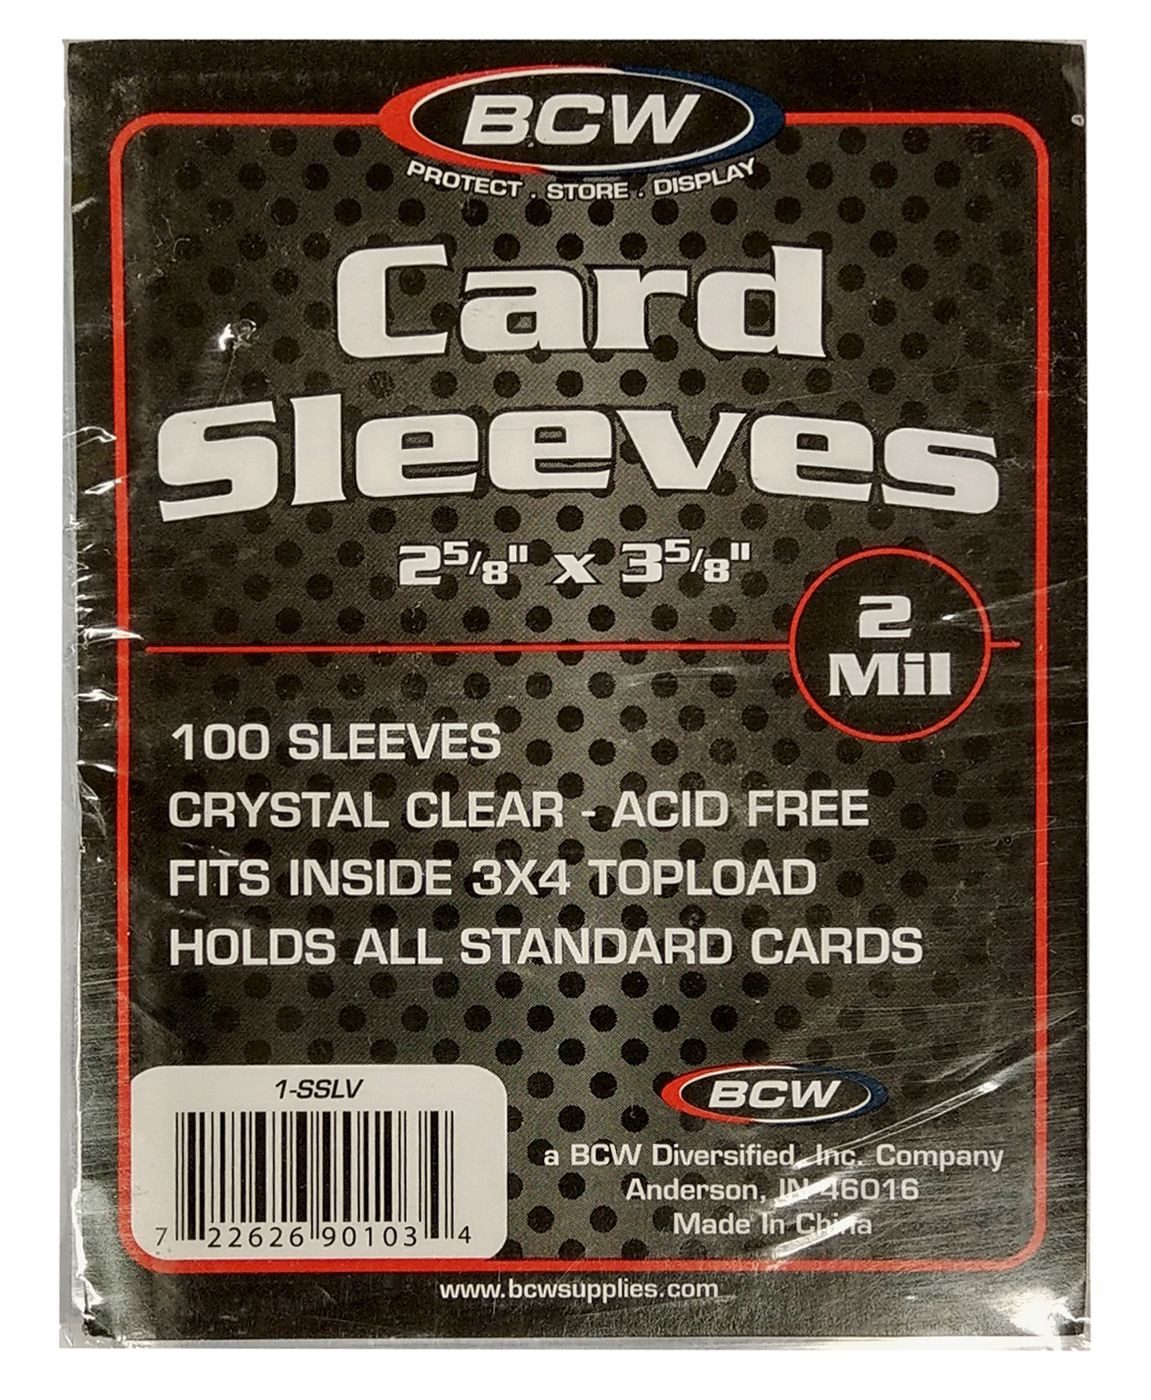 BCW
PROTECT . STORE . DISPLAY
Card
Sleeves
2 5/8" x 3 5/8"
2
Mil
100 SLEEVES
CRYSTAL CLEAR - ACID FREE
FITS INSIDE 3X4 TOPLOAD
HOLDS ALL STANDARD CARDS
1-SSLV
7 22626 90103 4
BCW
a BCW Diversified, Inc. Company
Anderson, IN 46016
Made In China
www.bcwsupplies.com